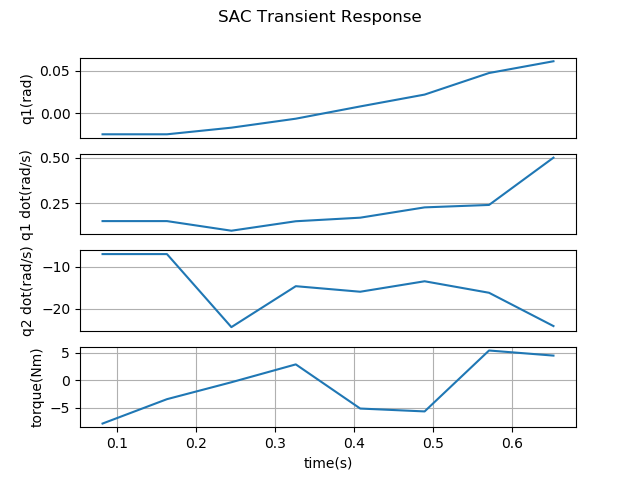 SAC Transient Response
0.05
0.00
q1(rad)
0.50
0.25
q1 dot(rad/s)
−10
−20
q2 dot(rad/s)
5
0
−5
torque(Nm)
0.1 0.2 0.3 0.4 0.5 0.6
time(s)